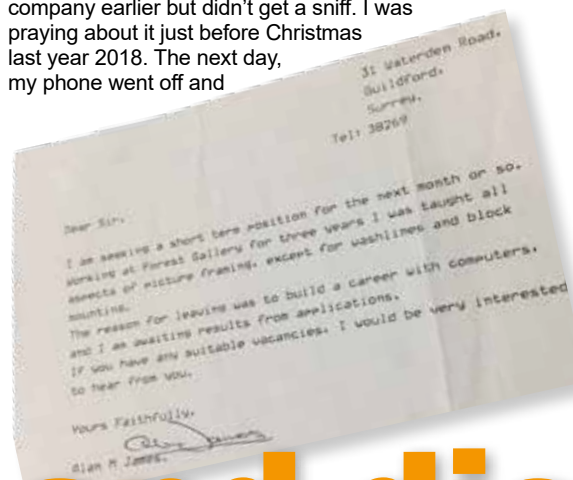 company earlier but didn't get a sniff. I was
praying about it just before Christmas
last year 2018. The next day,
my phone went off and
31 Waterden Road.
Guildford.
Surrey.
Tel: 38269
Dear Sir.
I am seeking a short term position for the next month or so.
Working at Forest Gallery for three years I was taught all
aspects of picture framing. except for washlines and block
mounting.
The reason for leaving was to build a career with computers.
and I am awaiting results from applications.
If you have any suitable vacancies. I would be very interested
to hear from you.
Yours Faithfully.
Alan James
Alan M James.